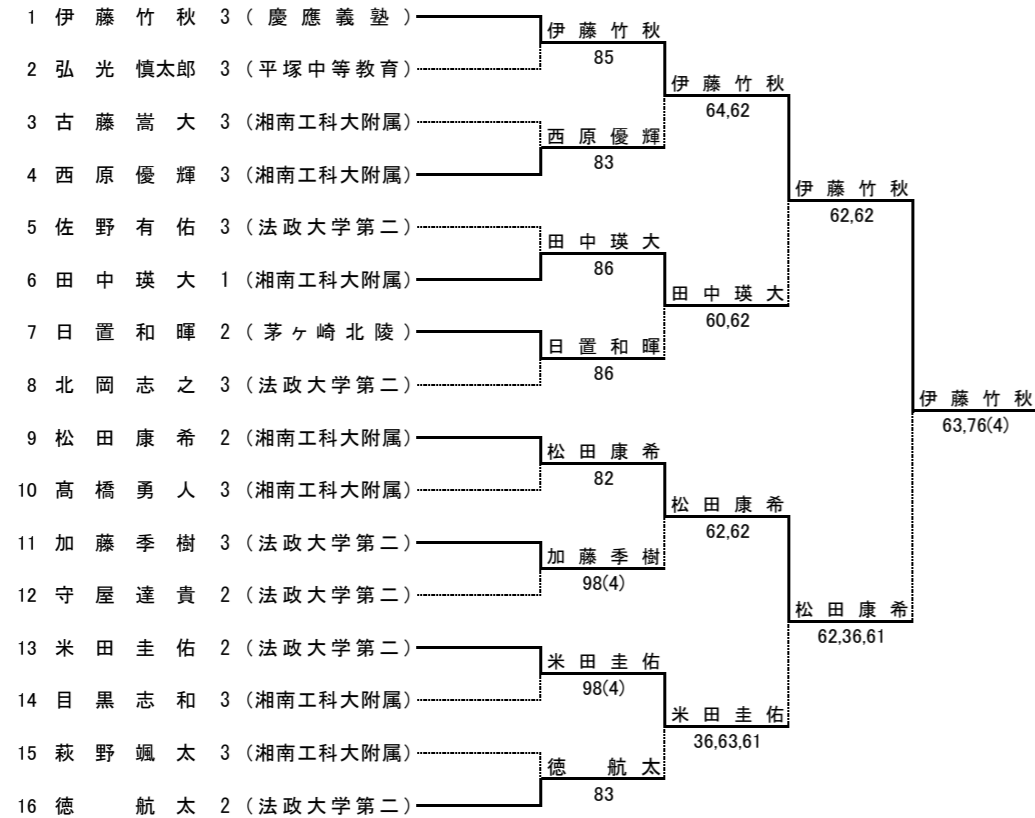 1 伊藤竹秋 3 (慶應義塾)
伊藤竹秋
85
2 弘光慎太郎 3 (平塚中等教育)
伊藤竹秋
64,62
3 古藤嵩大 3 (湘南工科大附属)
西原優輝
83
4 西原優輝 3 (湘南工科大附属)
伊藤竹秋
62,62
5 佐野有佑 3 (法政大学第二)
田中瑛大
86
6 田中瑛大 1 (湘南工科大附属)
田中瑛大
60,62
7 日置和暉 2 (茅ヶ崎北陵)
日置和暉
86
8 北岡志之 3 (法政大学第二)
伊藤竹秋
63,76(4)
9 松田康希 2 (湘南工科大附属)
松田康希
82
10 髙橋勇人 3 (湘南工科大附属)
松田康希
62,62
11 加藤季樹 3 (法政大学第二)
加藤季樹
98(4)
12 守屋達貴 2 (法政大学第二)
松田康希
62,36,61
13 米田圭佑 2 (法政大学第二)
米田圭佑
98(4)
14 目黒志和 3 (湘南工科大附属)
米田圭佑
36,63,61
15 萩野颯太 3 (湘南工科大附属)
徳航太
83
16 徳航太 2 (法政大学第二)